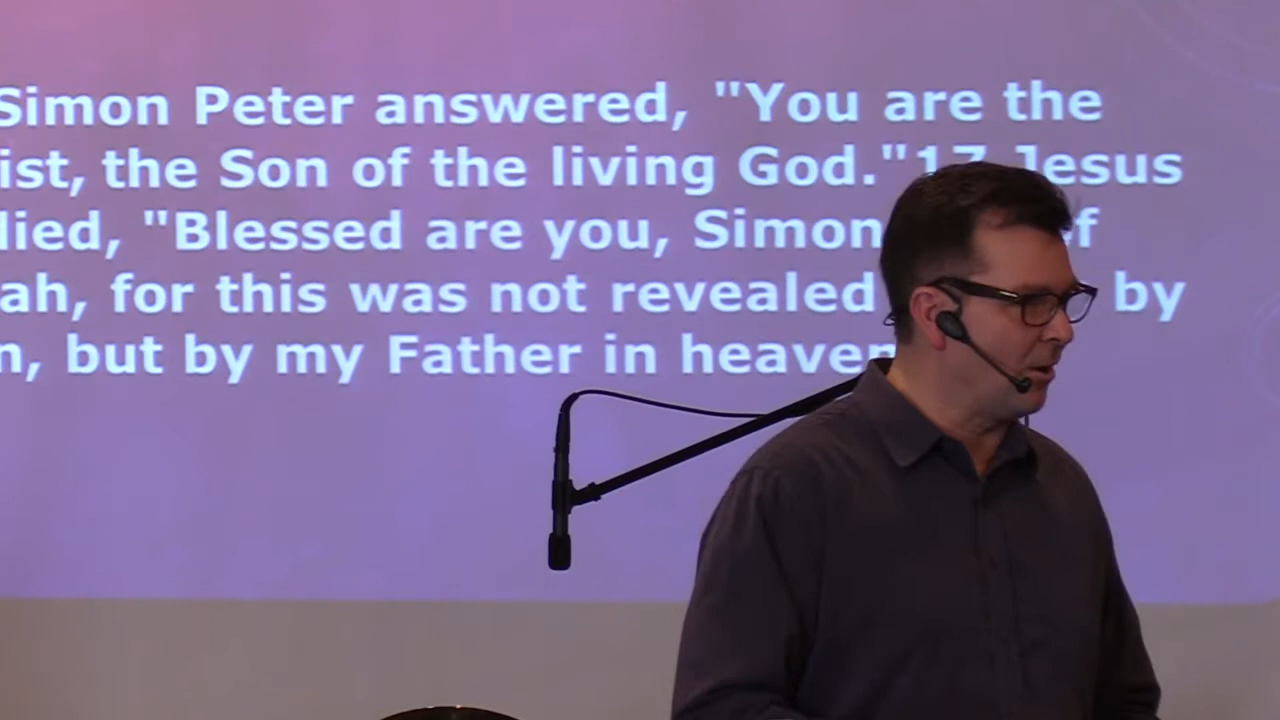 Simon Peter answered, "You are the
ist, the Son of the living God."17 Jesus
lied, "Blessed are you, Simon
ah, for this was not revealed by
n, but by my Father in heaven